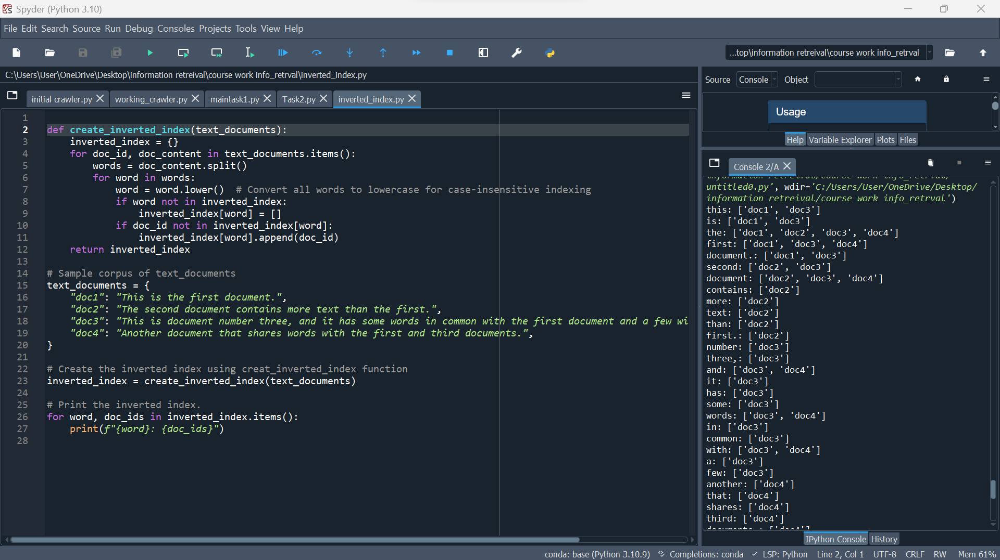 Spyder (Python 3.10)
File Edit Search Source Run Debug Consoles Projects Tools View Help
...top\information retreival\course work info_retrval
C:\Users\User\OneDrive\Desktop\information retreival\course work info_retrval\inverted_index.py
initial crawler.py working_crawler.py maintask1.py Task2.py inverted_index.py
1
2 def create_inverted_index(text_documents):
3     inverted_index = {}
4     for doc_id, doc_content in text_documents.items():
5         words = doc_content.split()
6         for word in words:
7             word = word.lower()  # Convert all words to lowercase for case-insensitive indexing
8             if word not in inverted_index:
9                 inverted_index[word] = []
10             if doc_id not in inverted_index[word]:
11                 inverted_index[word].append(doc_id)
12     return inverted_index
13
14 # Sample corpus of text_documents
15 text_documents = {
16     "doc1": "This is the first document.",
17     "doc2": "The second document contains more text than the first.",
18     "doc3": "This is document number three, and it has some words in common with the first document and a few wi
19     "doc4": "Another document that shares words with the first and third documents.",
20 }
21
22 # Create the inverted index using creat_inverted_index function
23 inverted_index = create_inverted_index(text_documents)
24
25 # Print the inverted index.
26 for word, doc_ids in inverted_index.items():
27     print(f"{word}: {doc_ids}")
28
Source Console Object
Usage
Help Variable Explorer Plots Files
Console 2/A
information retreival/course work info_retrval/
untitled0.py', wdir='C:/Users/User/OneDrive/Desktop/
information retreival/course work info_retrval')
this: ['doc1', 'doc3']
is: ['doc1', 'doc3']
the: ['doc1', 'doc2', 'doc3', 'doc4']
first: ['doc1', 'doc3', 'doc4']
document.: ['doc1', 'doc3']
second: ['doc2', 'doc3']
document: ['doc2', 'doc3', 'doc4']
contains: ['doc2']
more: ['doc2']
text: ['doc2']
than: ['doc2']
first.: ['doc2']
number: ['doc3']
three,: ['doc3']
and: ['doc3', 'doc4']
it: ['doc3']
has: ['doc3']
some: ['doc3']
words: ['doc3', 'doc4']
in: ['doc3']
common: ['doc3']
with: ['doc3', 'doc4']
a: ['doc3']
few: ['doc3']
another: ['doc4']
that: ['doc4']
shares: ['doc4']
third: ['doc4']
documents.: ['doc4']
IPython Console History
conda: base (Python 3.10.9) Completions: conda LSP: Python Line 2, Col 1 UTF-8 CRLF RW Mem 61%